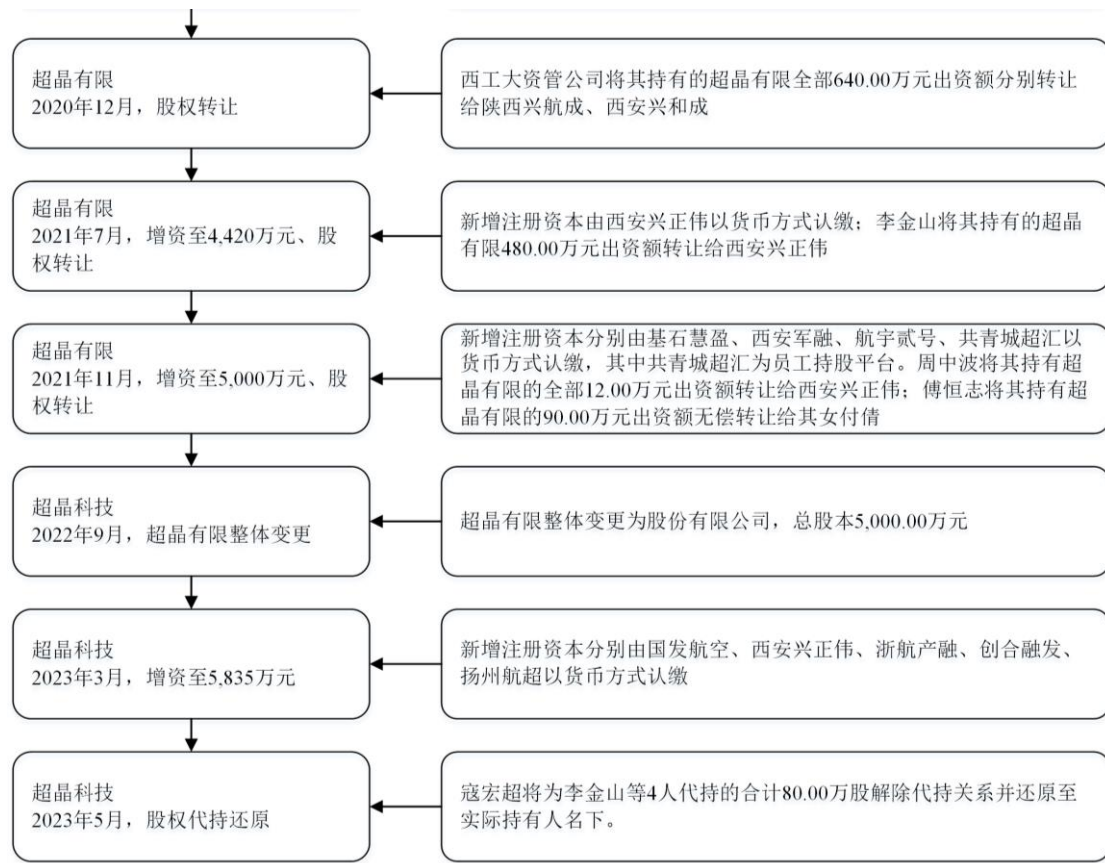 超晶有限
2020年12月，股权转让
西工大资管公司将其持有的超晶有限全部640.00万元出资额分别转让
给陕西兴航成、西安兴和成
超晶有限
2021年7月，增资至4,420万元、股
权转让
新增注册资本由西安兴正伟以货币方式认缴；李金山将其持有的超晶
有限480.00万元出资额转让给西安兴正伟
超晶有限
2021年11月，增资至5,000万元、股
权转让
新增注册资本分别由基石慧盈、西安军融、航宇贰号、共青城超汇以
货币方式认缴，其中共青城超汇为员工持股平台。周中波将其持有超
晶有限的全部12.00万元出资额转让给西安兴正伟；傅恒志将其持有超
晶有限的90.00万元出资额无偿转让给其女付倩
超晶科技
2022年9月，超晶有限整体变更
超晶有限整体变更为股份有限公司，总股本5,000.00万元
超晶科技
2023年3月，增资至5,835万元
新增注册资本分别由国发航空、西安兴正伟、浙航产融、创合融发、
扬州航超以货币方式认缴
超晶科技
2023年5月，股权代持还原
寇宏超将为李金山等4人代持的合计80.00万股解除代持关系并还原至
实际持有人名下。